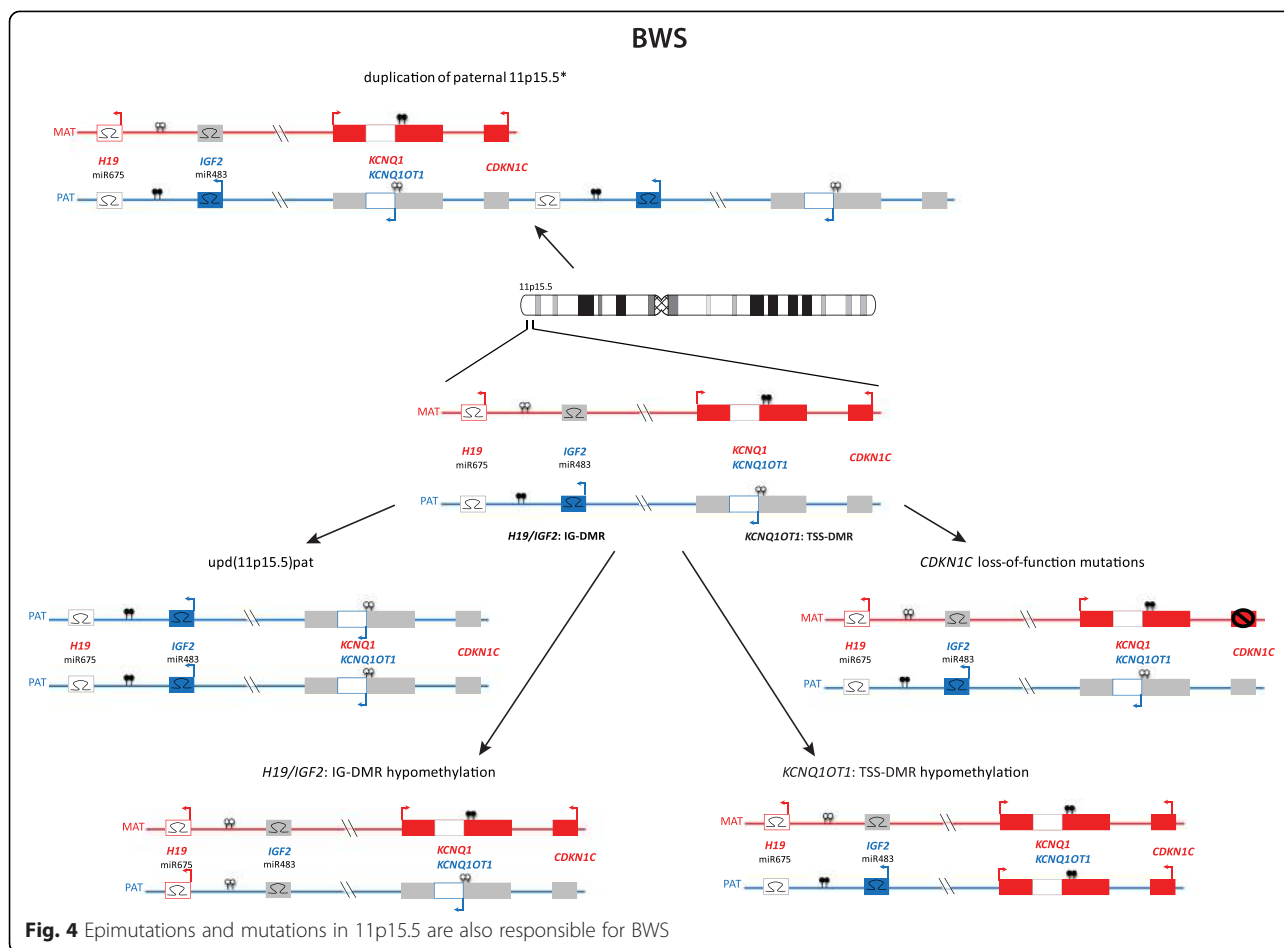 BWS
duplication of paternal 11p15.5*
MAT
H19 IGF2 KCNQ1
miR675 miR483 KCNQ1OT1 CDKN1C
PAT
11p15.5
MAT
H19 IGF2 KCNQ1
miR675 miR483 KCNQ1OT1 CDKN1C
PAT
H19/IGF2: IG-DMR KCNQ1OT1: TSS-DMR
upd(11p15.5)pat
PAT
H19 IGF2 KCNQ1
miR675 miR483 KCNQ1OT1 CDKN1C
PAT
CDKN1C loss-of-function mutations
MAT
H19 IGF2 KCNQ1
miR675 miR483 KCNQ1OT1 CDKN1C
PAT
H19/IGF2: IG-DMR hypomethylation
MAT
H19 IGF2 KCNQ1
miR675 miR483 KCNQ1OT1 CDKN1C
PAT
KCNQ1OT1: TSS-DMR hypomethylation
MAT
H19 IGF2 KCNQ1
miR675 miR483 KCNQ1OT1 CDKN1C
PAT
Fig. 4 Epimutations and mutations in 11p15.5 are also responsible for BWS